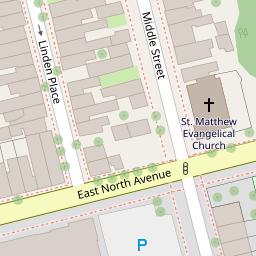 Linden Place
Middle Street
St. Matthew
Evangelical
Church
East North Avenue
P